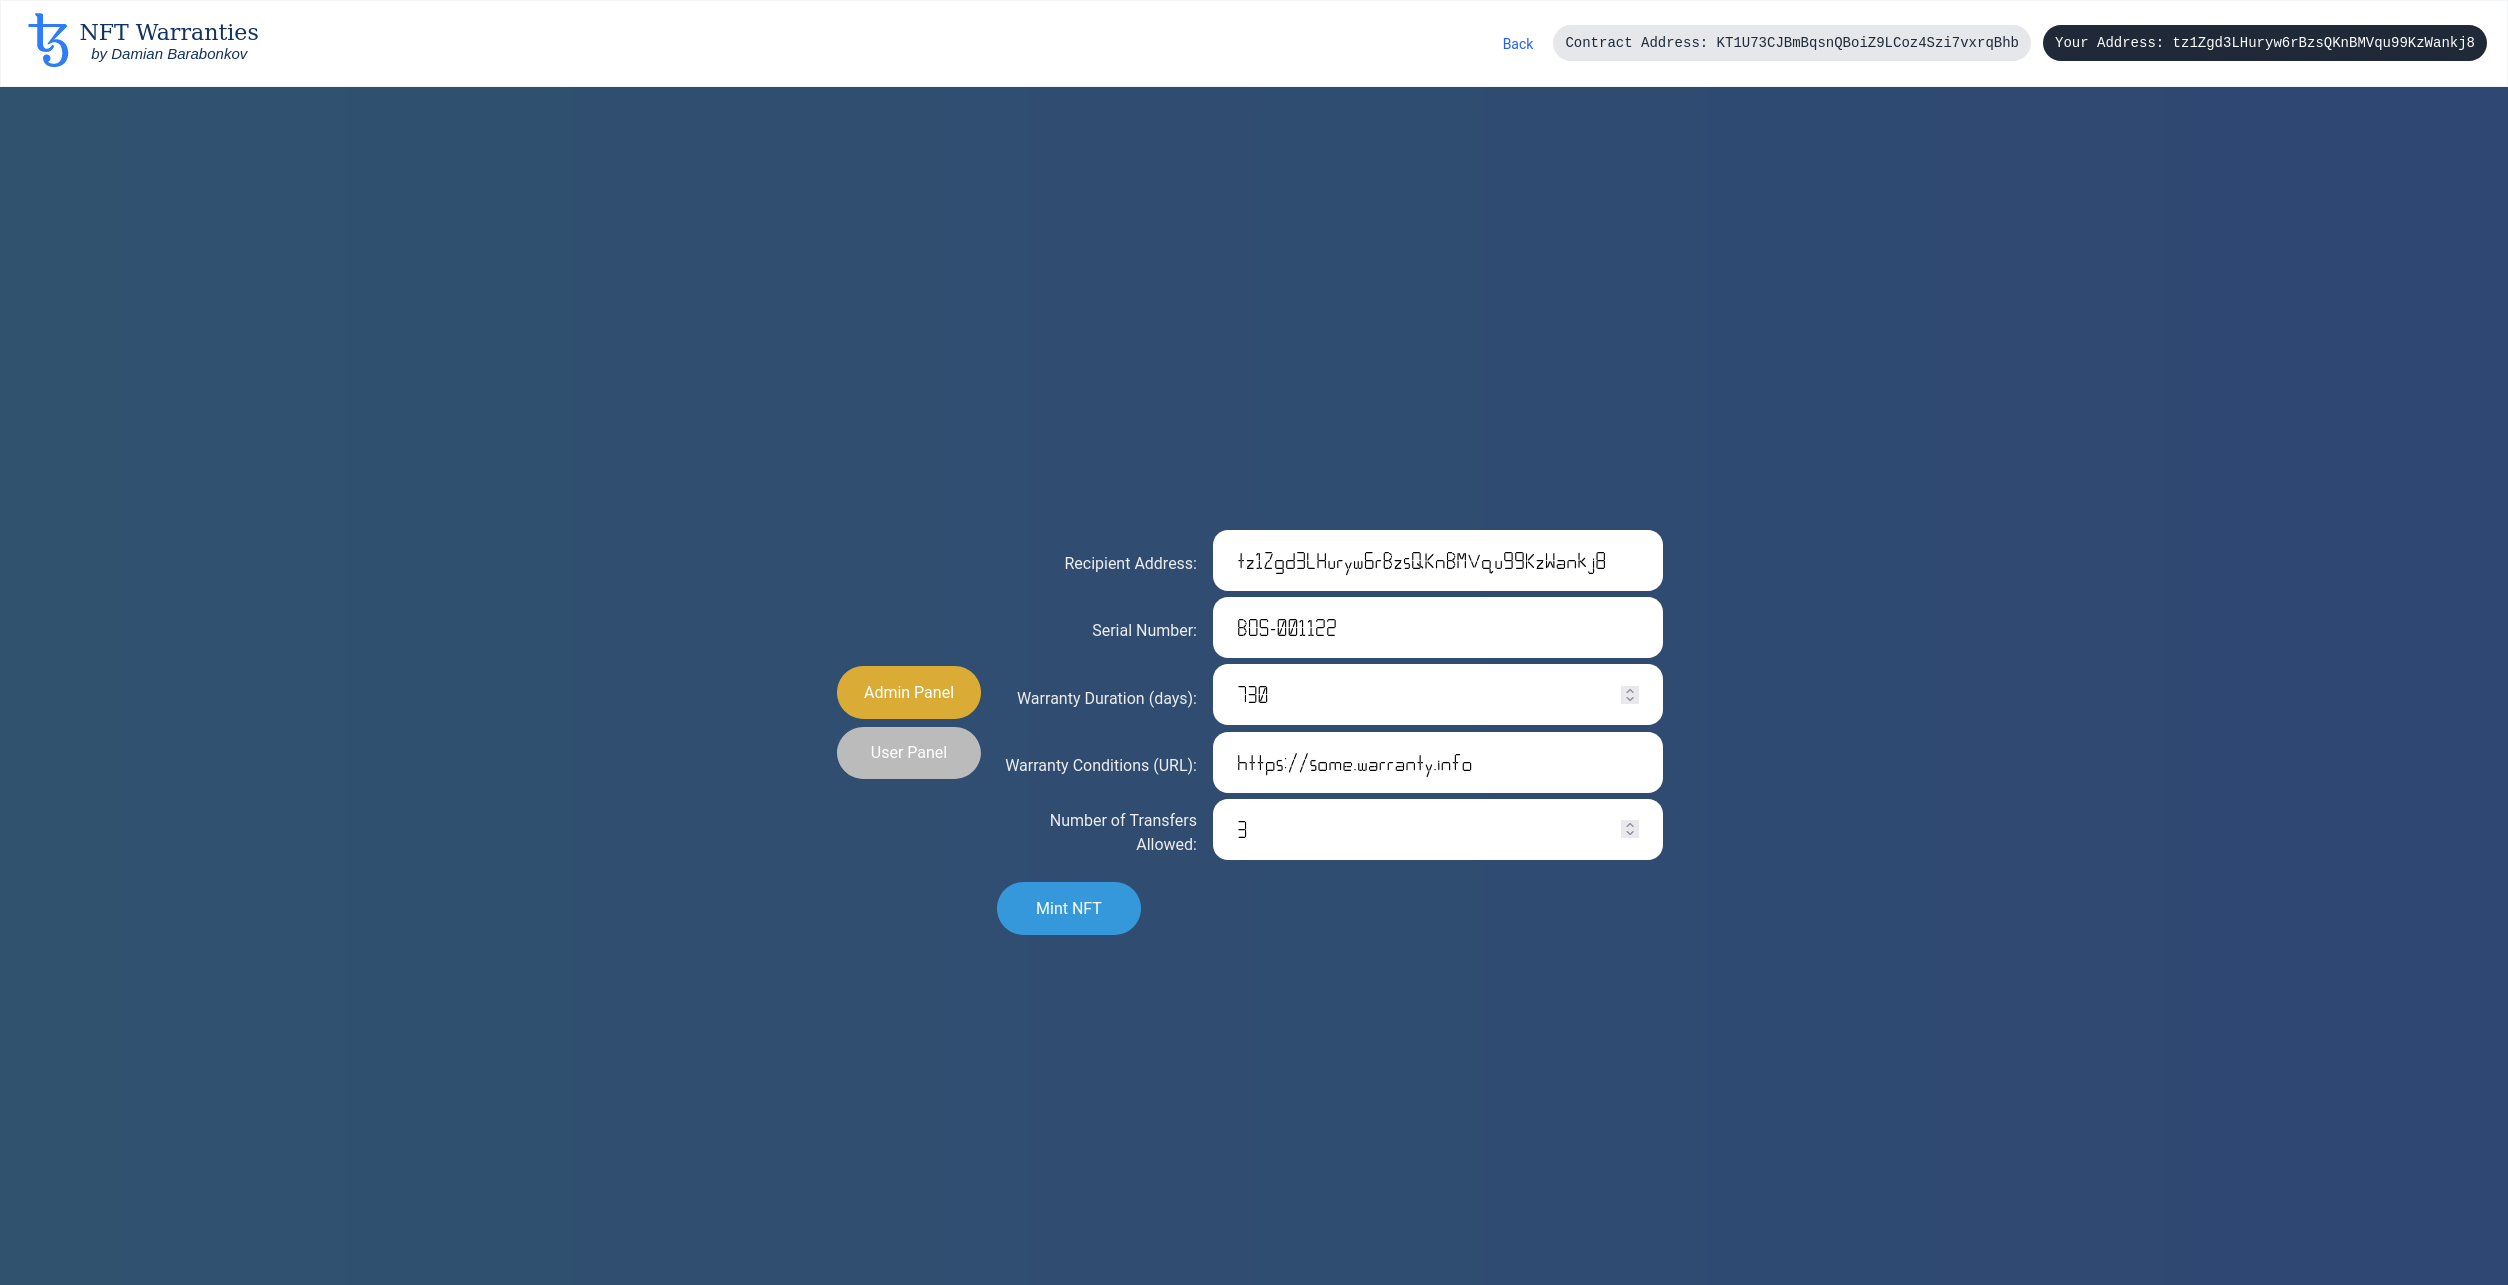 NFT Warranties
by Damian Barabonkov
Back
Contract Address: KT1U73CJBmBqsnQBoiZ9LCoz4Szi7vxrqBhb
Your Address: tz1Zgd3LHuryw6rBzsQKnBMVqu99KzWankj8
Recipient Address:
tz1Zgd3LHuryw6rBzsQKnBMVqu99KzWankj8
Serial Number:
BOS-001122
Admin Panel
Warranty Duration (days):
730
User Panel
Warranty Conditions (URL):
https://some.warranty.info
Number of Transfers
Allowed:
3
Mint NFT